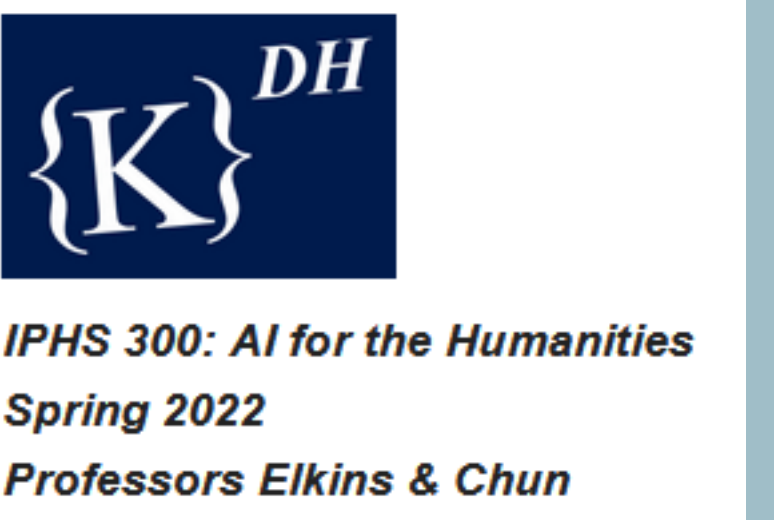 {K} DH
IPHS 300: AI for the Humanities
Spring 2022
Professors Elkins & Chun